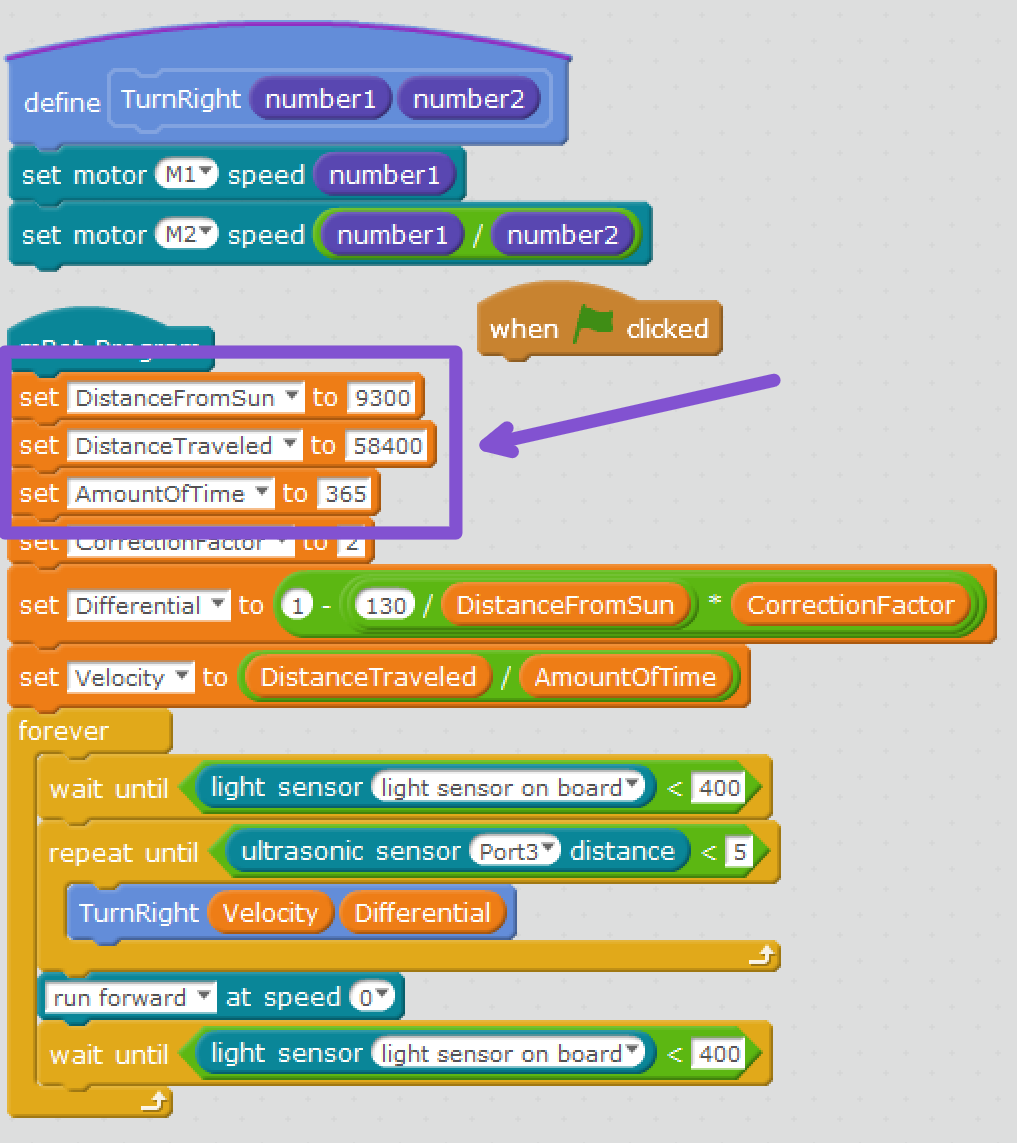 define TurnRight number1 number2
set motor M1 speed number1
set motor M2 speed number1 / number2
when clicked
mBot Program
set DistanceFromSun to 9300
set DistanceTraveled to 58400
set AmountOfTime to 365
set CorrectionFactor to 2
set Differential to 1 - 130 / DistanceFromSun * CorrectionFactor
set Velocity to DistanceTraveled / AmountOfTime
forever
wait until light sensor light sensor on board < 400
repeat until ultrasonic sensor Port3 distance < 5
TurnRight Velocity Differential
run forward at speed 0
wait until light sensor light sensor on board < 400